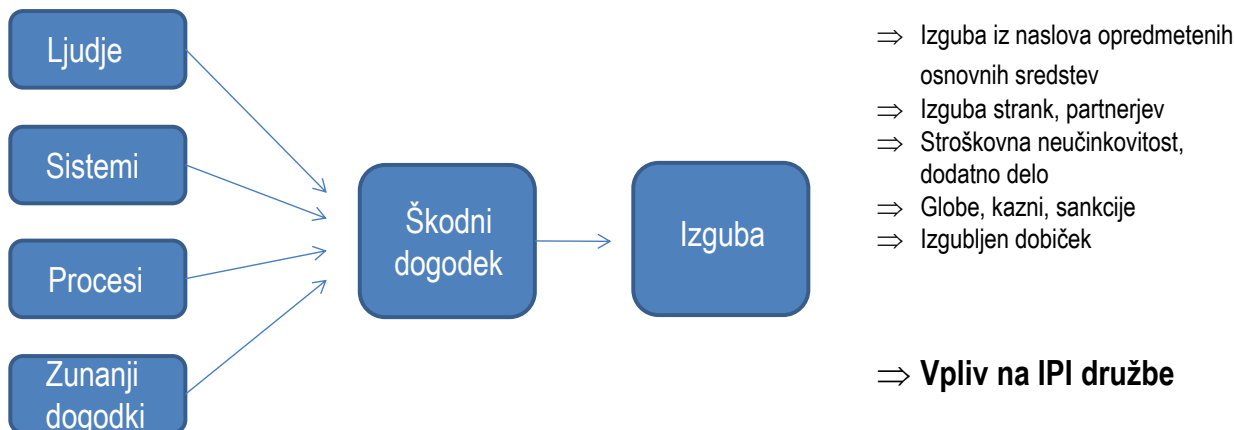 Ljudje
Sistemi
Procesi
Zunanji
dogodki
Škodni
dogodek
Izguba
⇒ Izguba iz naslova opredmetenih
osnovnih sredstev
⇒ Izguba strank, partnerjev
⇒ Stroškovna neučinkovitost,
dodatno delo
⇒ Globe, kazni, sankcije
⇒ Izgubljen dobiček
⇒ Vpliv na IPI družbe